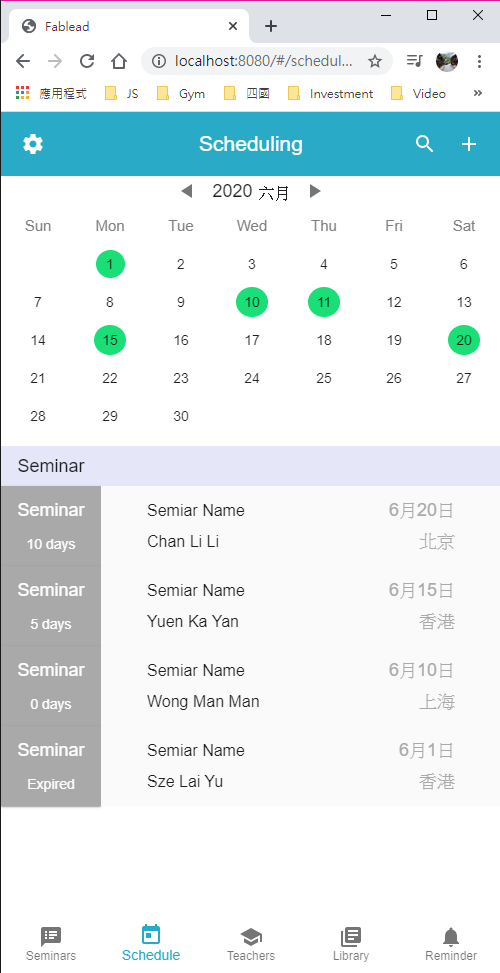 Fablead
localhost:8080/#/schedul...
應用程式 JS Gym 四國 Investment Video »
Scheduling
2020 六月
Sun Mon Tue Wed Thu Fri Sat
1 2 3 4 5 6
7 8 9 10 11 12 13
14 15 16 17 18 19 20
21 22 23 24 25 26 27
28 29 30
Seminar
Seminar Semiar Name 6月20日
10 days Chan Li Li 北京
Seminar Semiar Name 6月15日
5 days Yuen Ka Yan 香港
Seminar Semiar Name 6月10日
0 days Wong Man Man 上海
Seminar Semiar Name 6月1日
Expired Sze Lai Yu 香港
Seminars Schedule Teachers Library Reminder